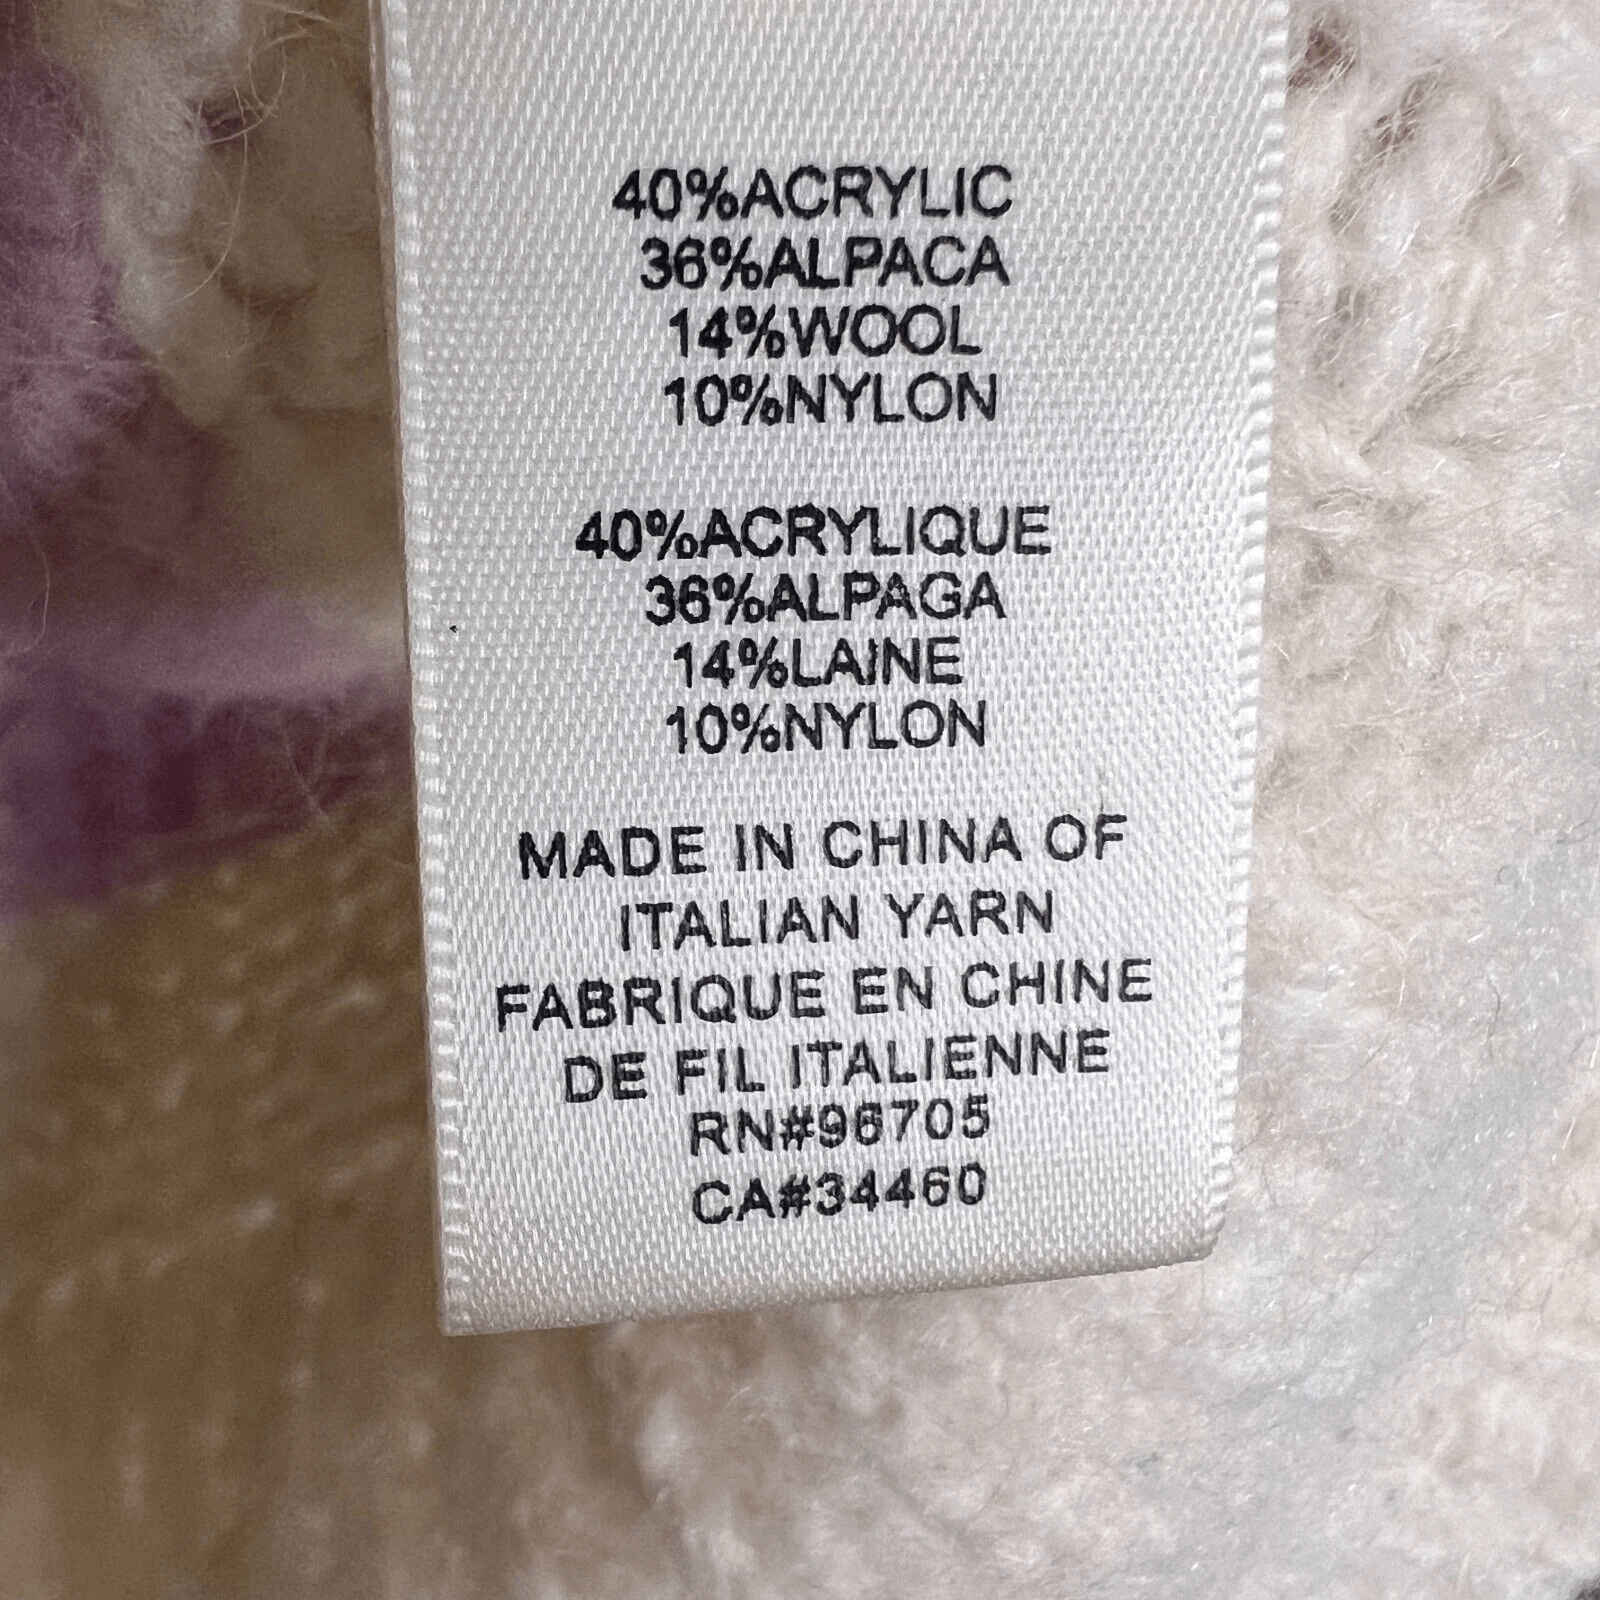 40%ACRYLIC
36%ALPACA
14%WOOL
10%NYLON
40%ACRYLIQUE
36%ALPAGA
14%LAINE
10%NYLON
MADE IN CHINA OF
ITALIAN YARN
FABRIQUE EN CHINE
DE FIL ITALIENNE
RN#96705
CA#34460